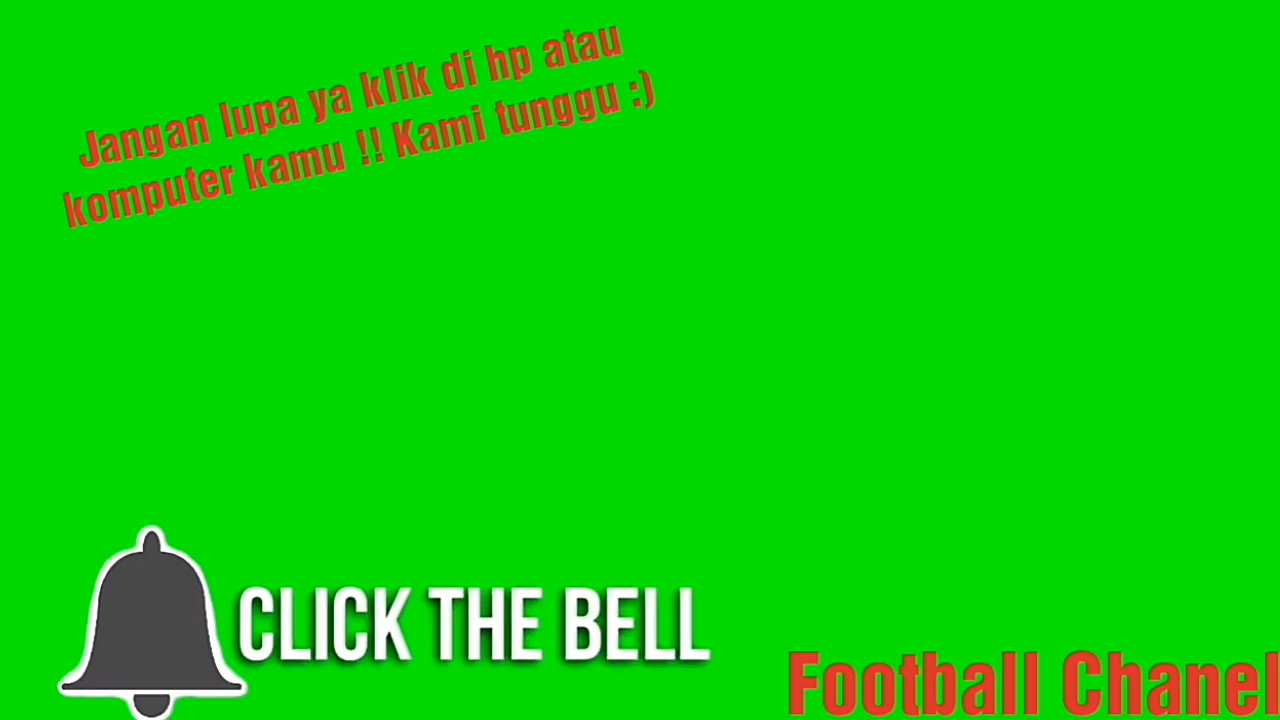 Jangan lupa ya klik di hp atau
komputer kamu !! Kami tunggu :)
CLICK THE BELL
Football Chanel